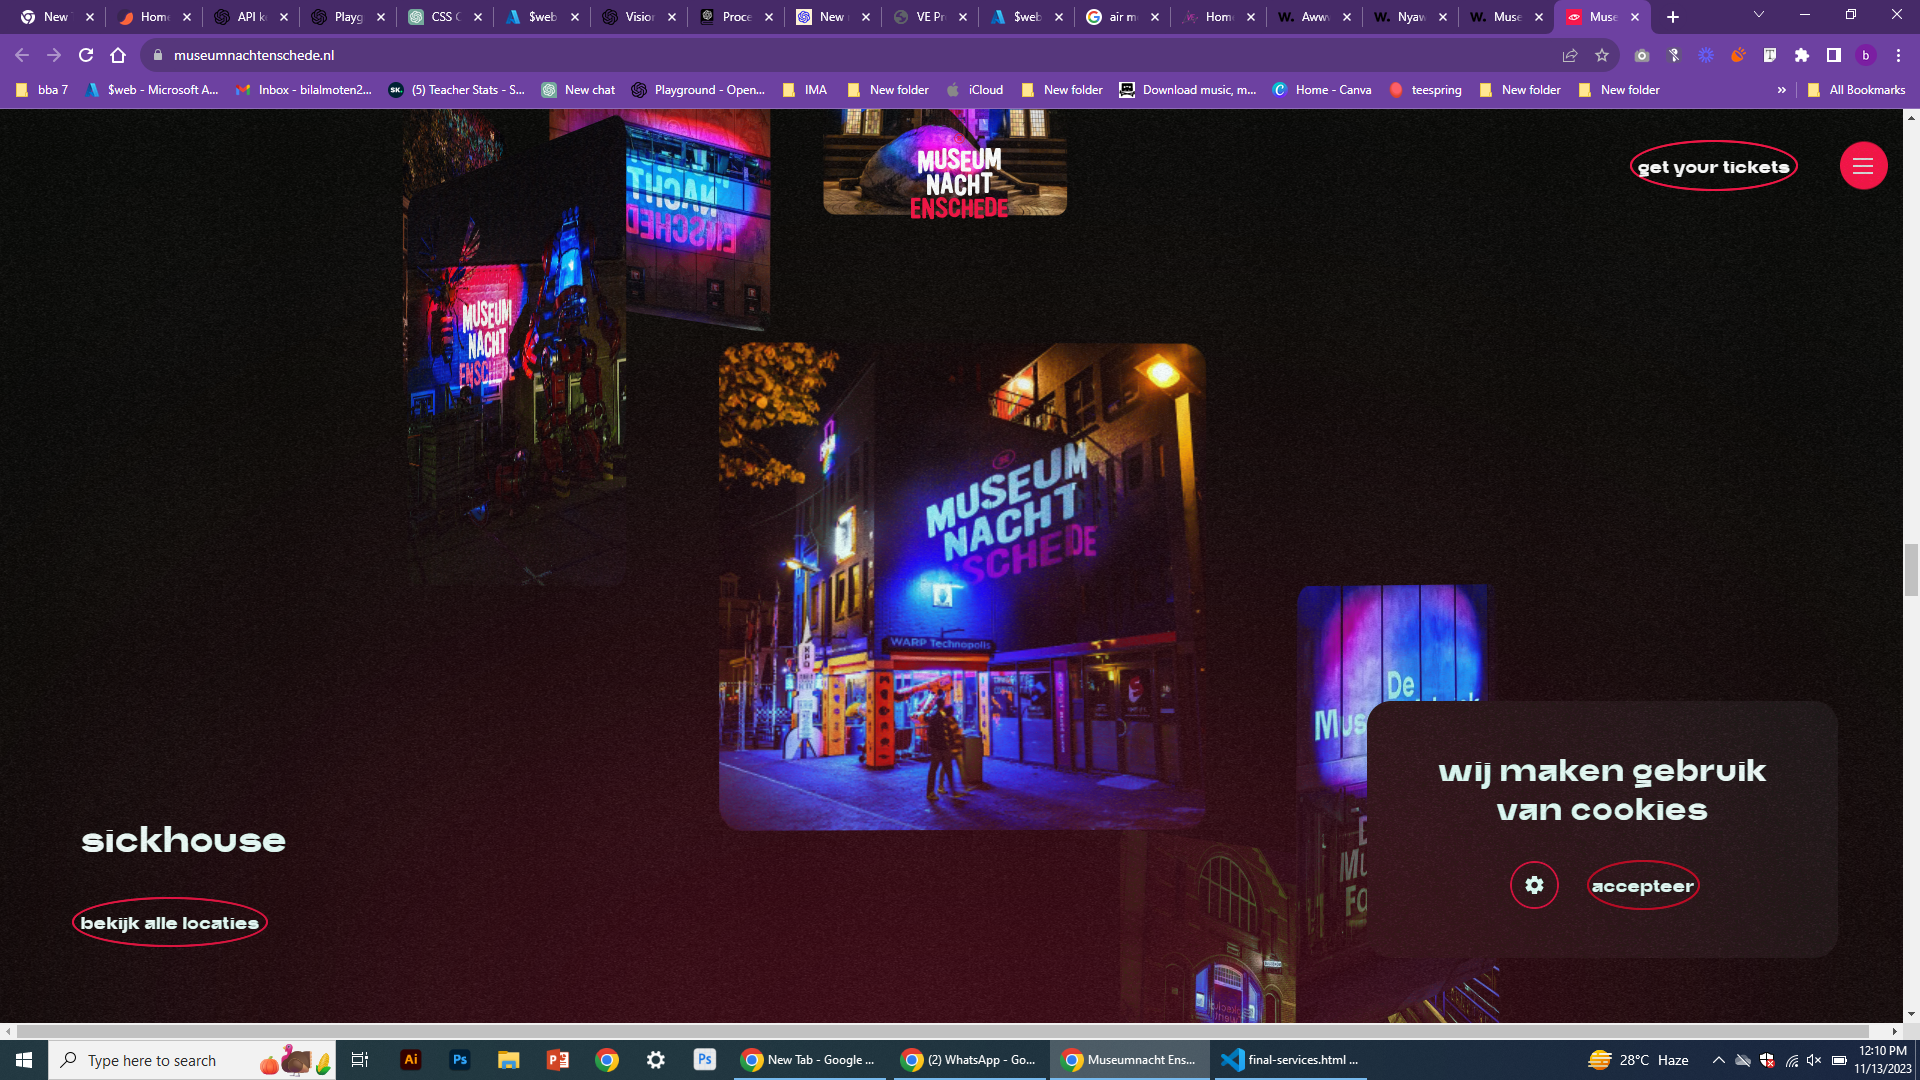 New
Home
API k
Playg
CSS C
$web
Vision
Proce
New
VE Pr
$web
air m
Home
Aww
Nyaw
Muse
Muse
museumnachtenschede.nl
bba 7
$web - Microsoft A...
Inbox - bilalmoten2...
(5) Teacher Stats - S...
New chat
Playground - Open...
IMA
New folder
iCloud
New folder
Download music, m...
Home - Canva
teespring
New folder
New folder
All Bookmarks
get your tickets
MUSEUM
NACHT
ENSCHEDE
NACHT
ENSCHED
MUSEUM
NACHT
ENSCHEDE
MUSEUM
NACHT
SCHEDE
WARP Technopolis
De
Mus
wij maken gebruik
van cookies
accepteer
sickhouse
bekijk alle locaties
Type here to search
New Tab - Google ...
(2) WhatsApp - Go...
Museumnacht Ens...
final-services.html ...
28°C Haze
12:10 PM
11/13/2023